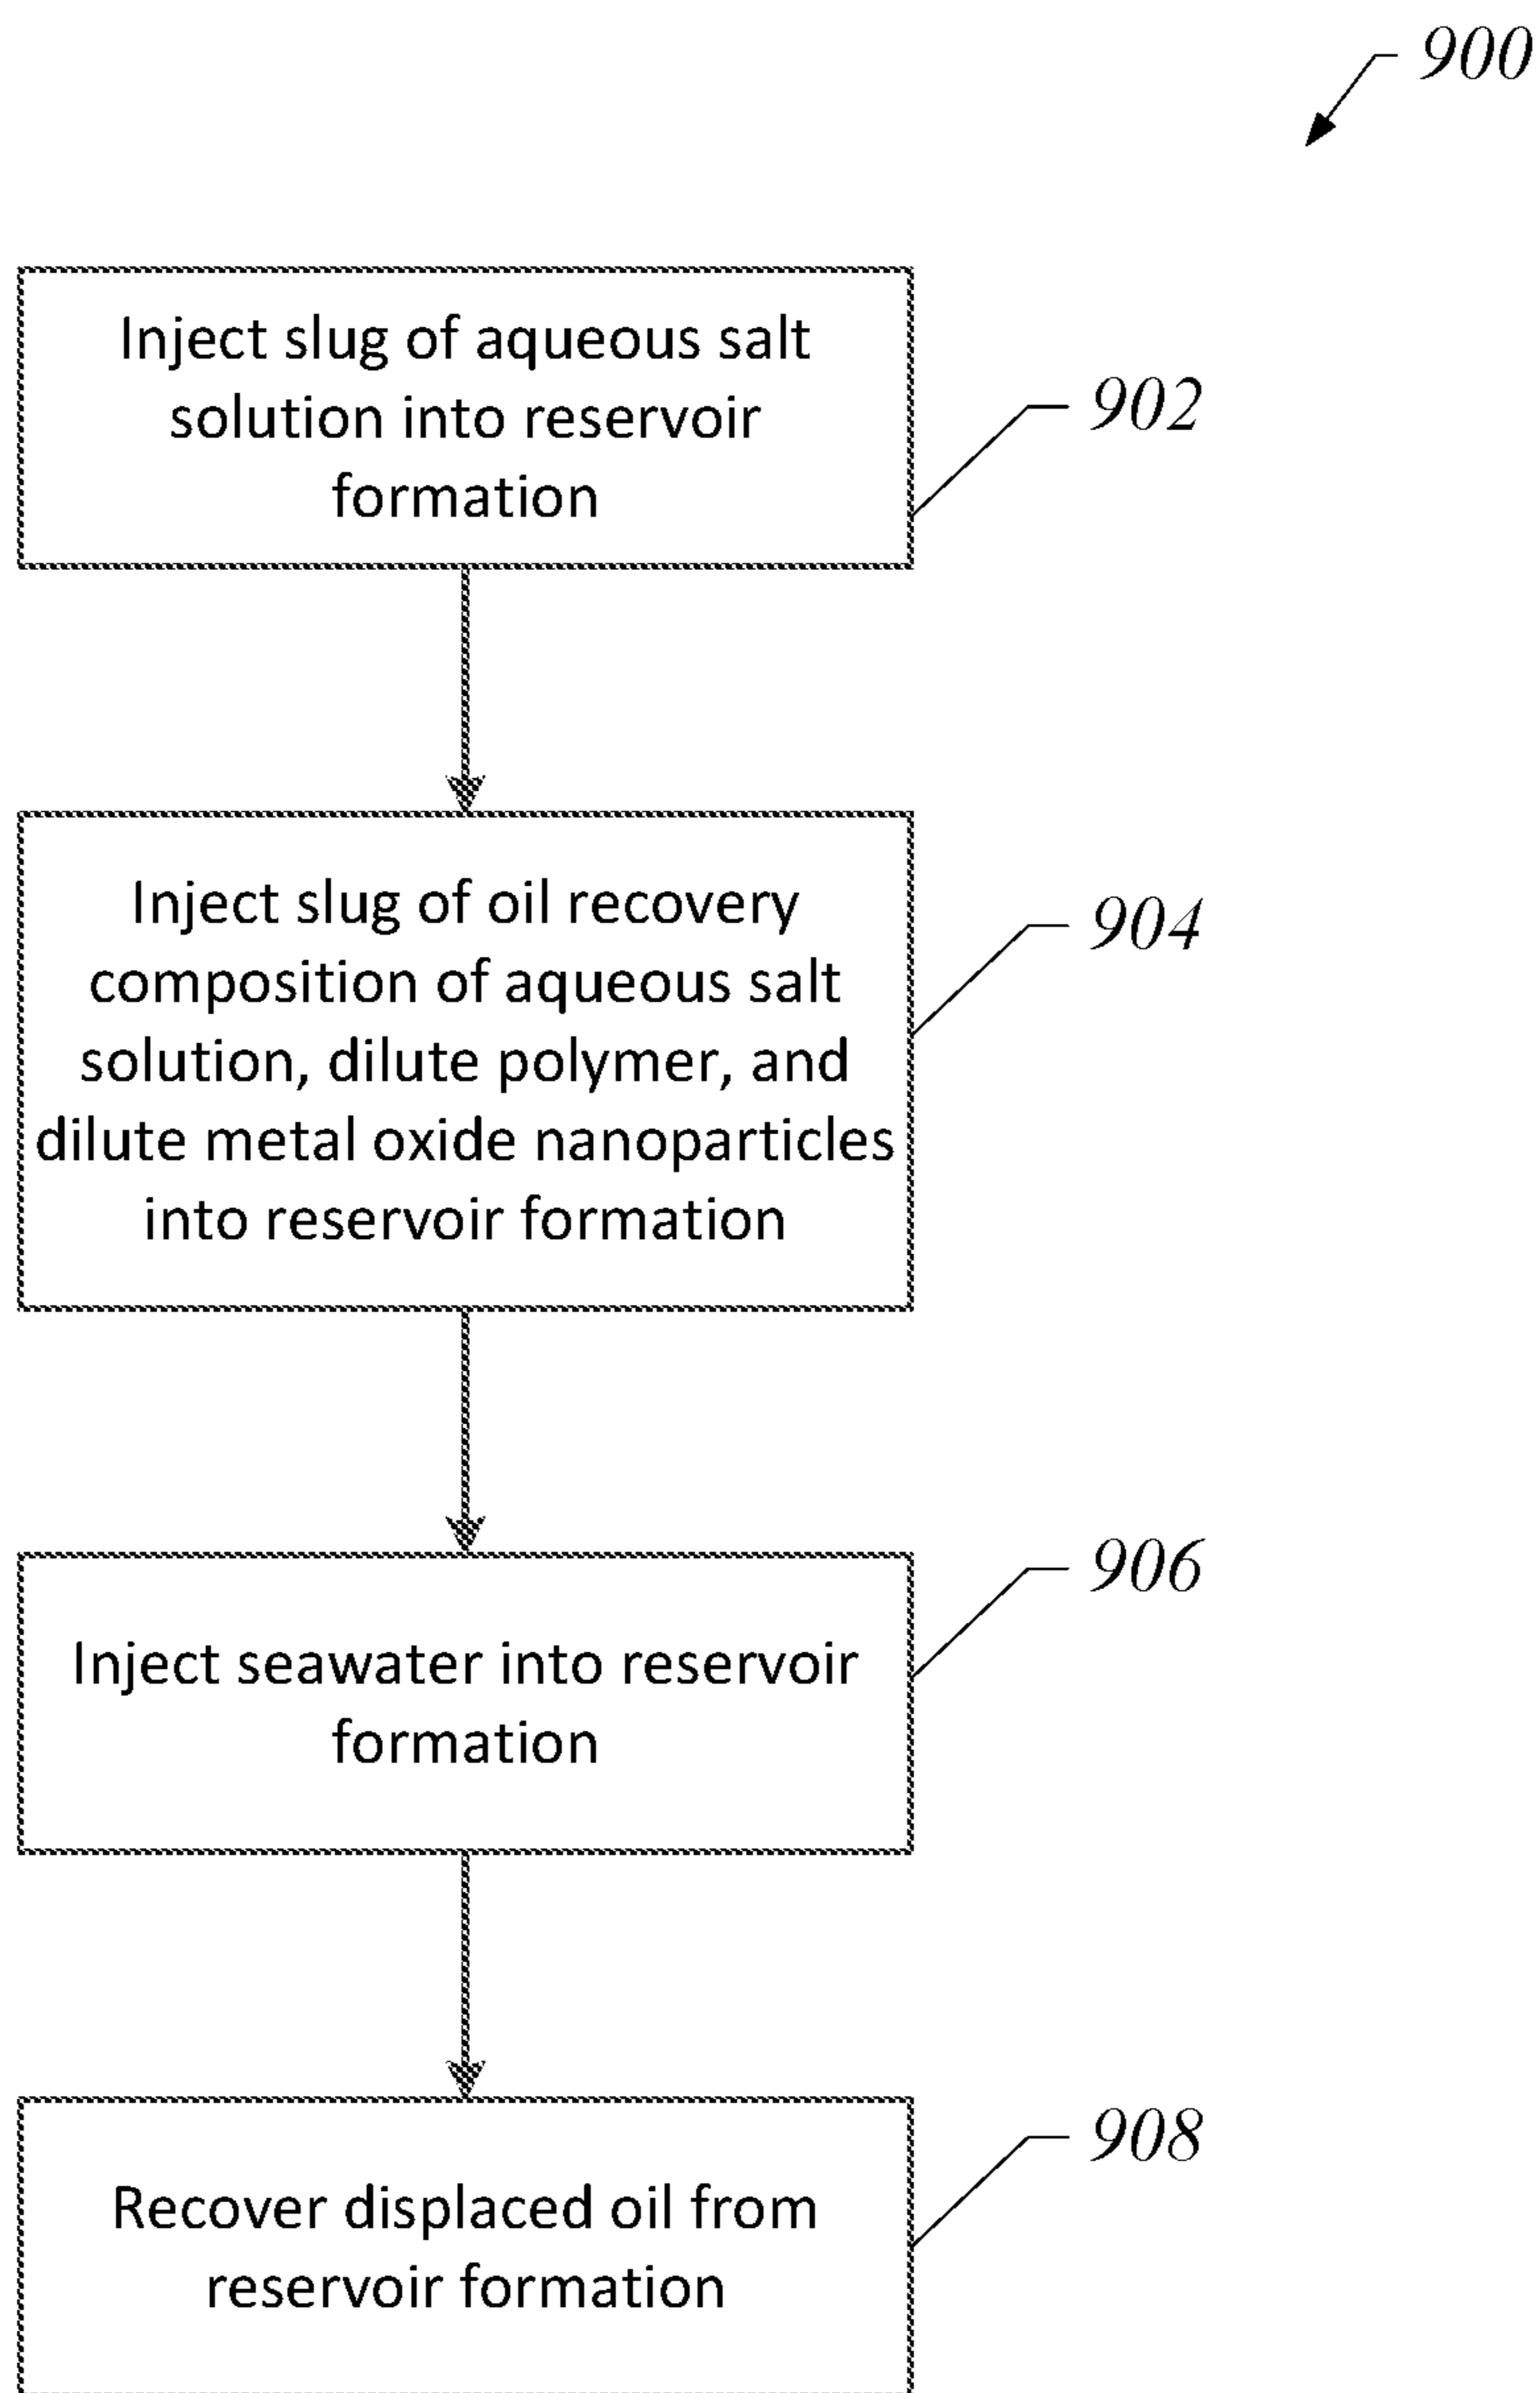 900
Inject slug of aqueous salt
solution into reservoir
formation
902
Inject slug of oil recovery
composition of aqueous salt
solution, dilute polymer, and
dilute metal oxide nanoparticles
into reservoir formation
904
Inject seawater into reservoir
formation
906
Recover displaced oil from
reservoir formation
908